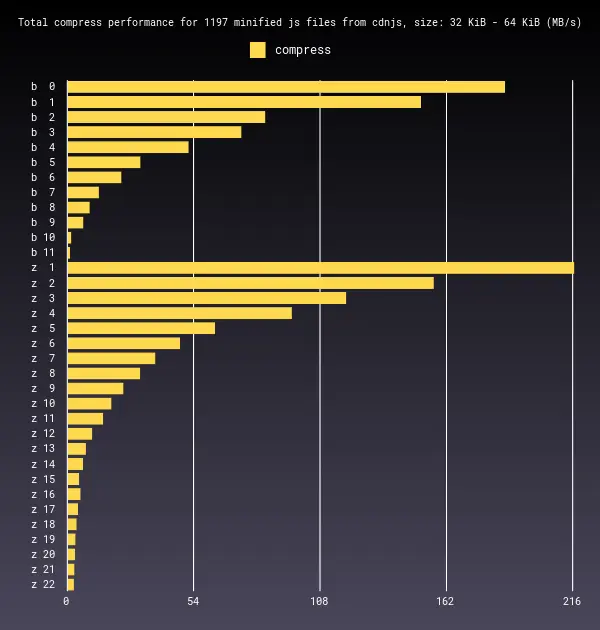 Total compress performance for 1197 minified js files from cdnjs, size: 32 KiB - 64 KiB (MB/s)
compress
b 0
b 1
b 2
b 3
b 4
b 5
b 6
b 7
b 8
b 9
b 10
b 11
z 1
z 2
z 3
z 4
z 5
z 6
z 7
z 8
z 9
z 10
z 11
z 12
z 13
z 14
z 15
z 16
z 17
z 18
z 19
z 20
z 21
z 22
0 54 108 162 216